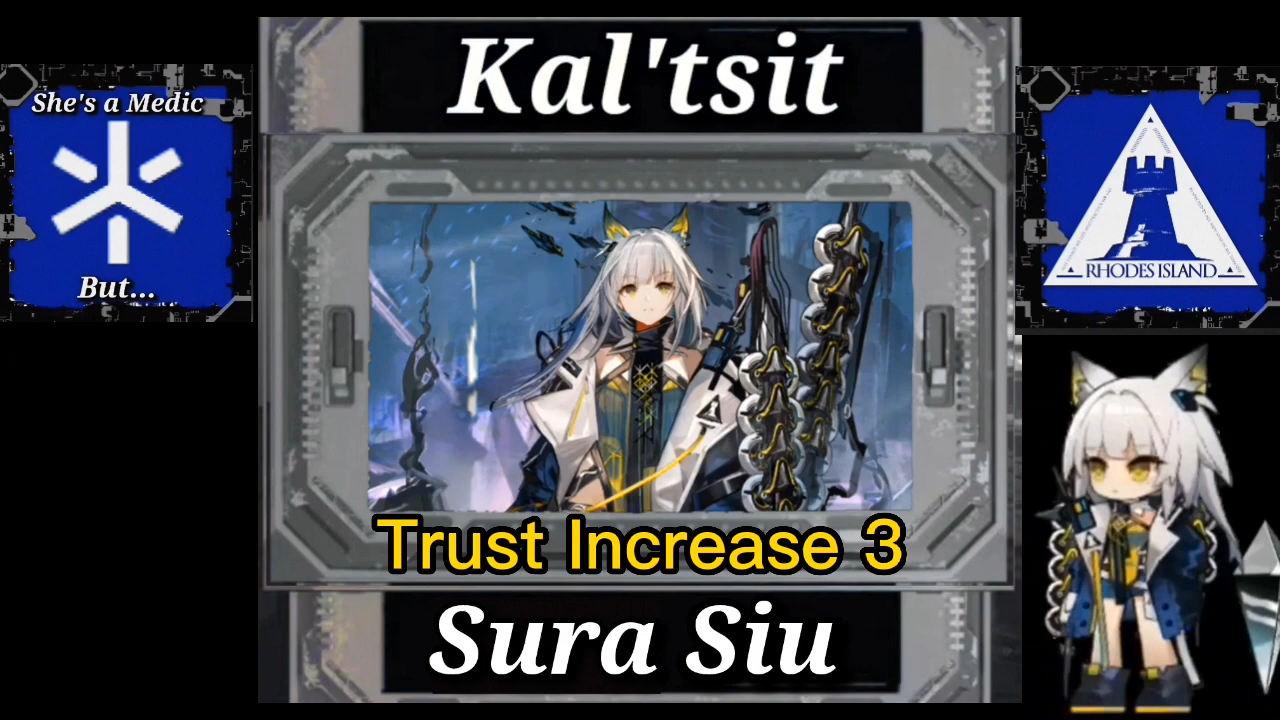 Kal'tsit
She's a Medic
But...
RHODES ISLAND
Trust Increase 3
Sura Siu